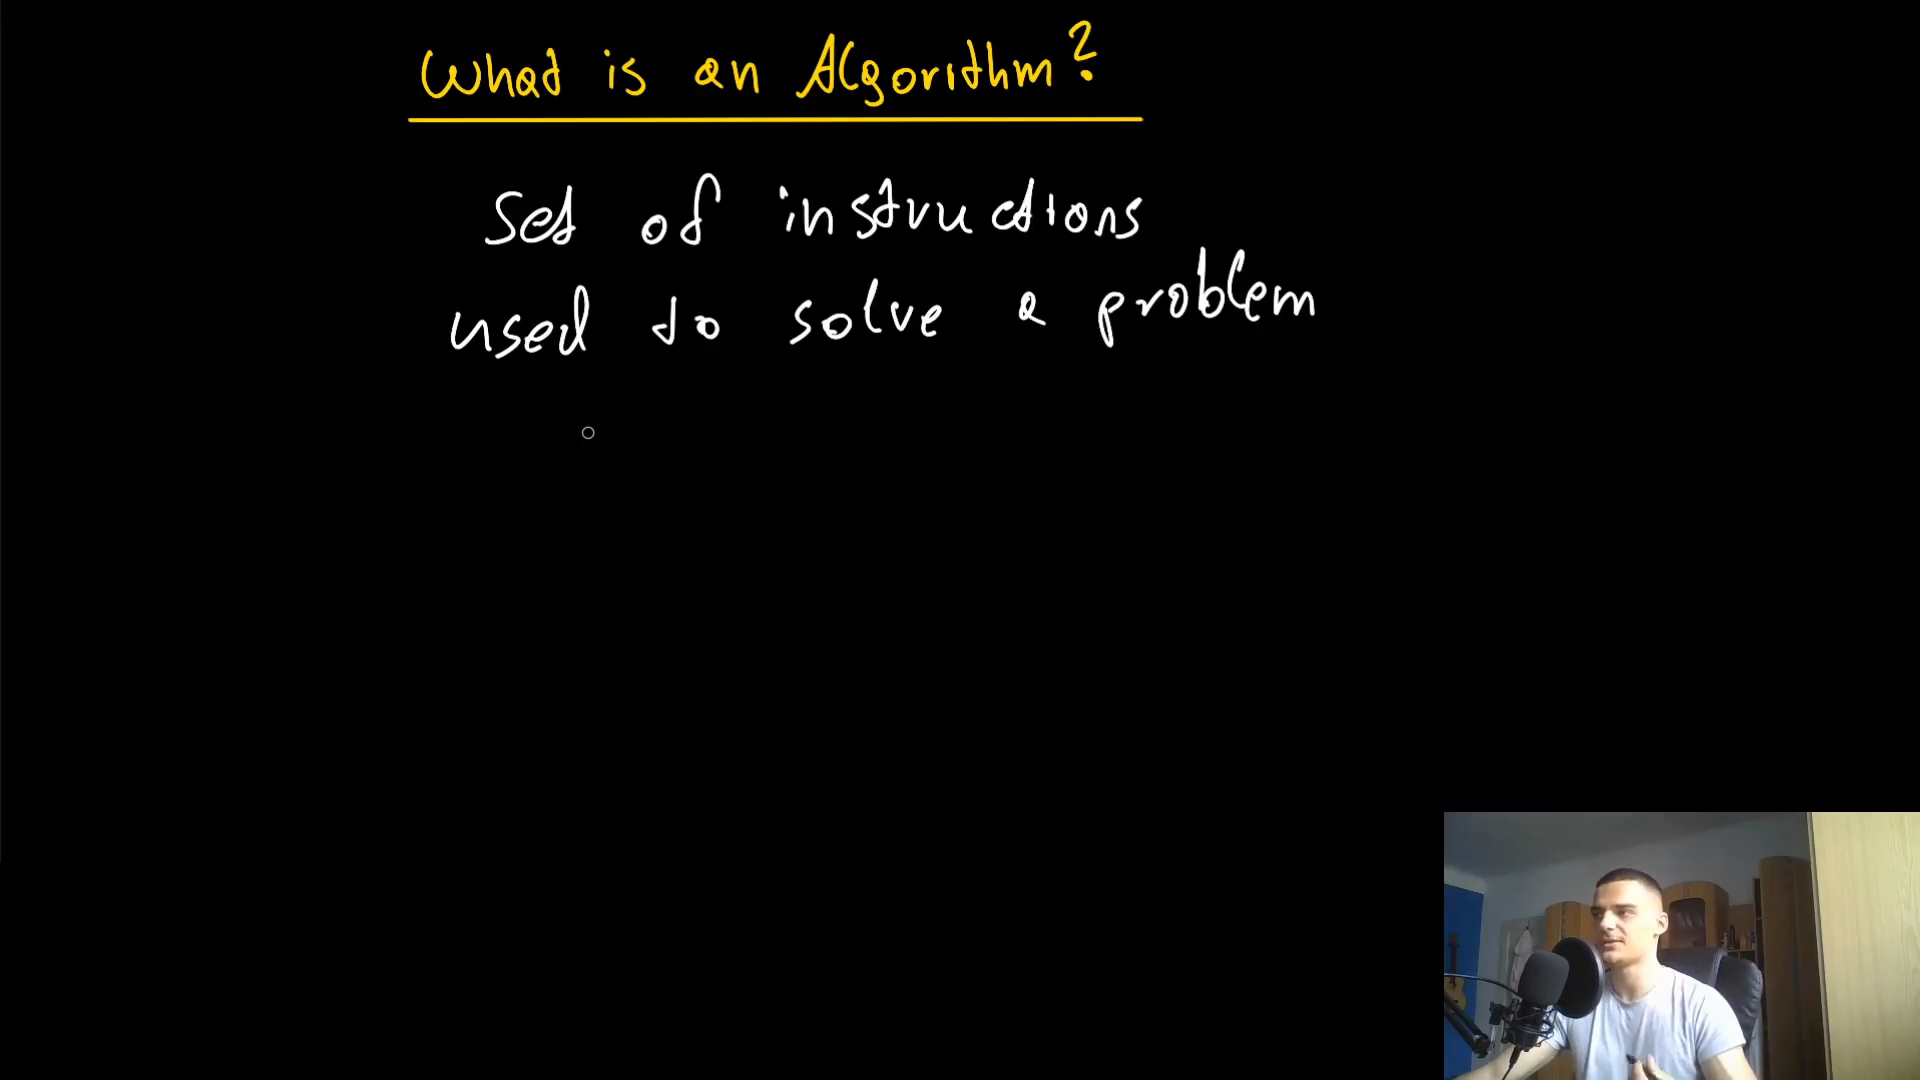 What is an Algorithm?
Set of instructions
used to solve a problem